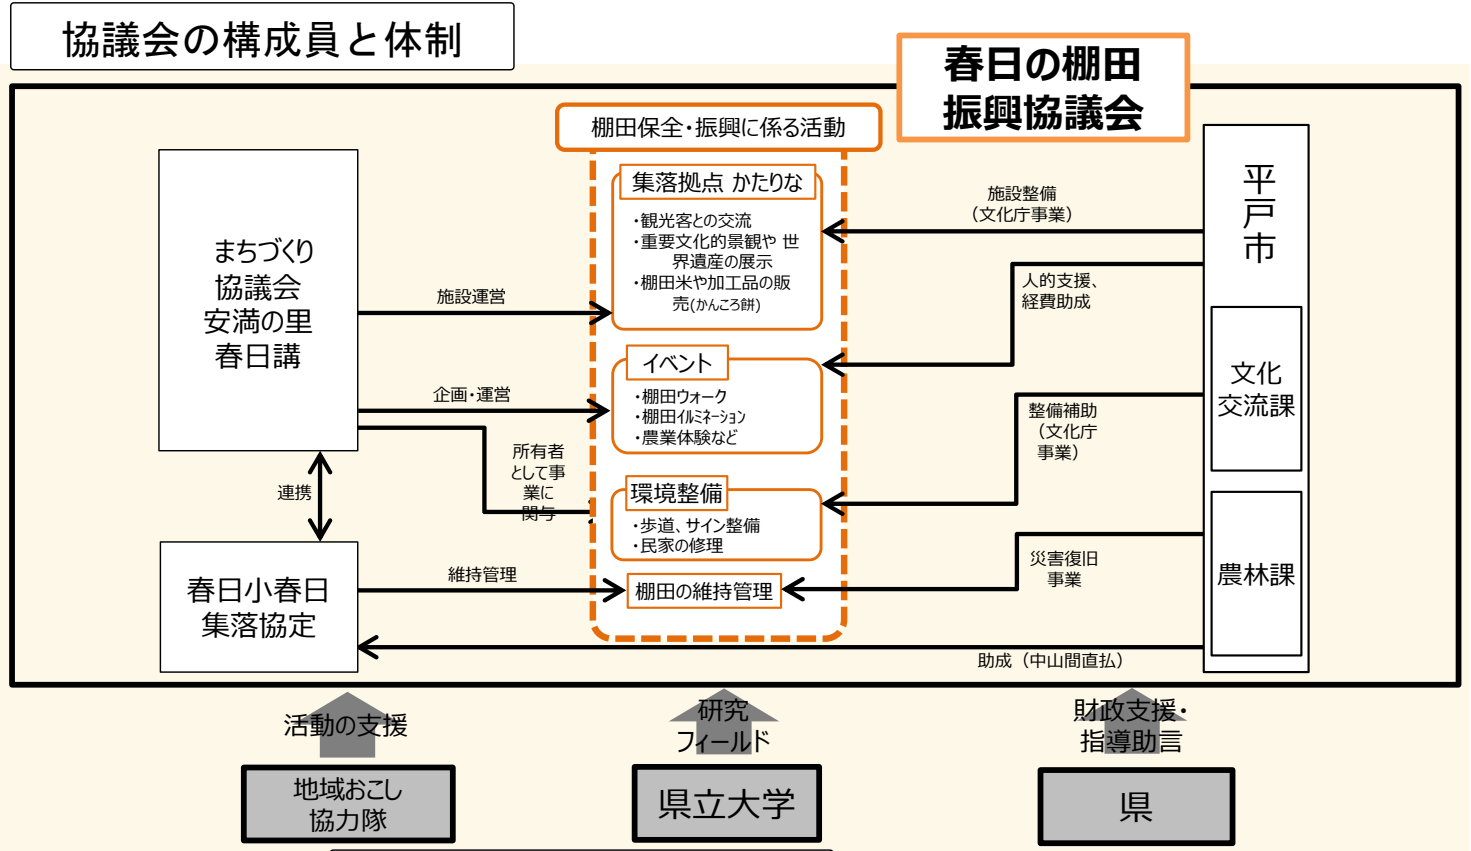 協議会の構成員と体制
春日の棚田
振興協議会
棚田保全・振興に係る活動
まちづくり
協議会
安満の里
春日講
施設運営
企画・運営
所有者
として事
業に
関与
連携
春日小春日
集落協定
維持管理
集落拠点 かたりな
・観光客との交流
・重要文化的景観や 世
界遺産の展示
・棚田米や加工品の販
売(かんころ餅)
イベント
・棚田ウォーク
・棚田イルミネーション
・農業体験など
環境整備
・歩道、サイン整備
・民家の修理
棚田の維持管理
施設整備
（文化庁事業）
人的支援、
経費助成
整備補助
（文化庁
事業）
災害復旧
事業
助成（中山間直払）
平
戸
市
文化
交流課
農林課
活動の支援
研究
フィールド
財政支援・
指導助言
地域おこし
協力隊
県立大学
県